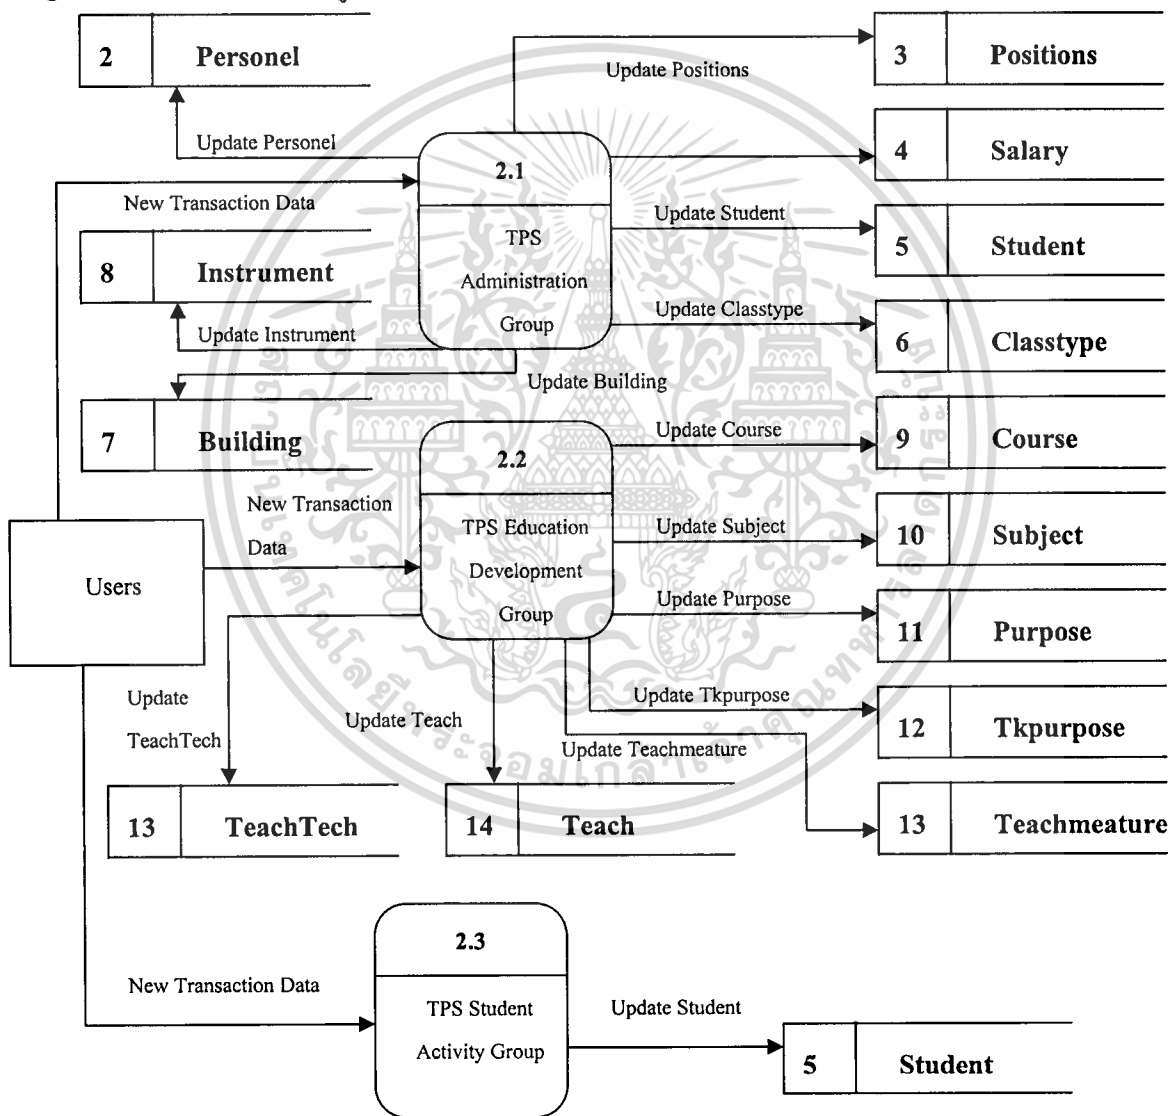 2 Personel
Update Positions
3 Positions
Update Personel
2.1
4 Salary
New Transaction Data
TPS
Administration
Group
Update Student
5 Student
8 Instrument
Update Instrument
Update Classtype
6 Classtype
Update Building
7 Building
2.2
Update Course
9 Course
New Transaction
Data
TPS Education
Development
Group
Update Subject
10 Subject
Users
Update Purpose
11 Purpose
Update
TeachTech
Update Teach
Update Tkpurpose
12 Tkpurpose
Update Teachmeature
13 TeachTech
14 Teach
13 Teachmeature
2.3
New Transaction Data
TPS Student
Activity Group
Update Student
5 Student